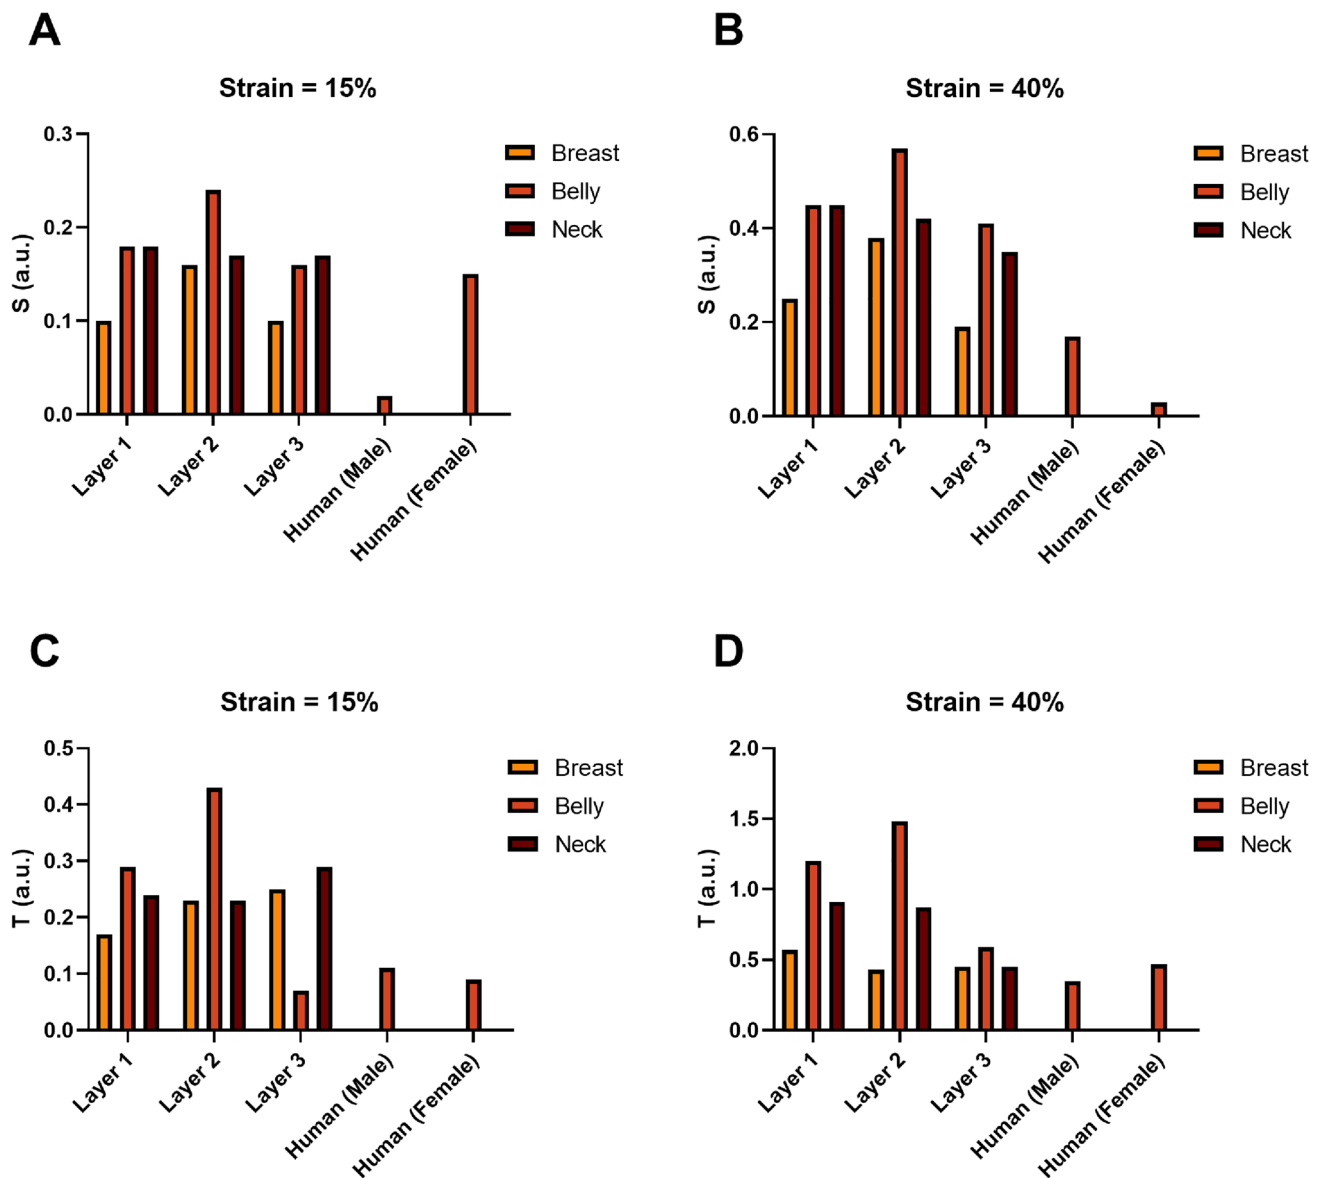 A
Strain = 15%
S (a.u.)
0.3
0.2
0.1
0.0
Breast
Belly
Neck
Layer 1
Layer 2
Layer 3
Human (Male)
Human (Female)
B
Strain = 40%
S (a.u.)
0.6
0.4
0.2
0.0
Breast
Belly
Neck
Layer 1
Layer 2
Layer 3
Human (Male)
Human (Female)
C
Strain = 15%
T (a.u.)
0.5
0.4
0.3
0.2
0.1
0.0
Breast
Belly
Neck
Layer 1
Layer 2
Layer 3
Human (Male)
Human (Female)
D
Strain = 40%
T (a.u.)
2.0
1.5
1.0
0.5
0.0
Breast
Belly
Neck
Layer 1
Layer 2
Layer 3
Human (Male)
Human (Female)